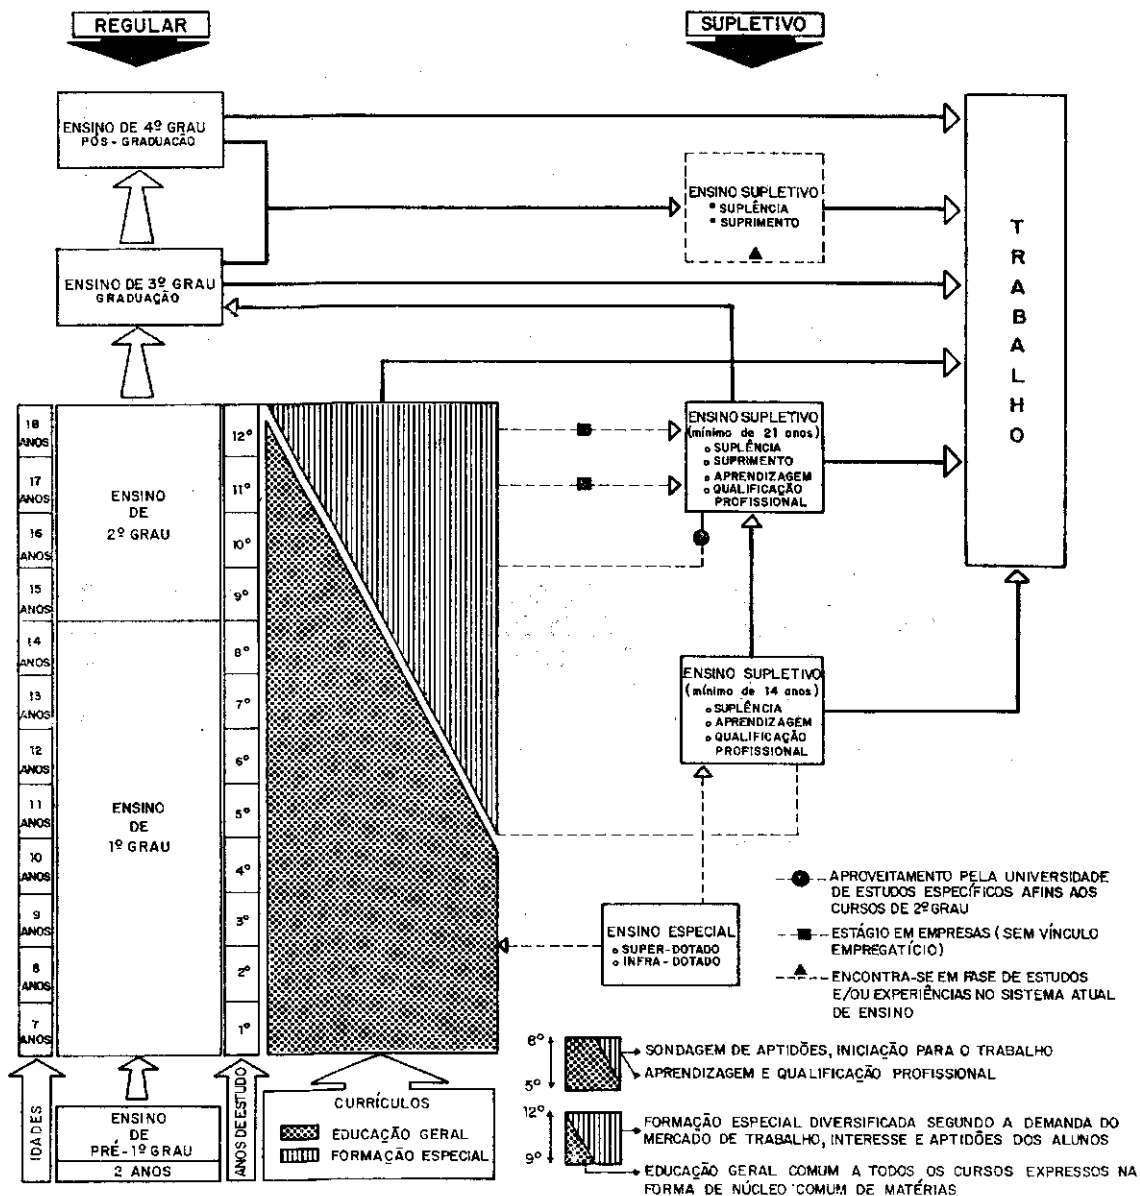 REGULAR
SUPLETIVO
ENSINO DE 4º GRAU
PÓS - GRADUAÇÃO
ENSINO SUPLETIVO
SUPLÊNCIA
SUPRIMENTO
ENSINO DE 3º GRAU
GRADUAÇÃO
TRABALHO
18
ANOS
17
ANOS
16
ANOS
15
ANOS
14
ANOS
13
ANOS
12
ANOS
11
ANOS
10
ANOS
9
ANOS
8
ANOS
7
ANOS
ENSINO
DE
2º GRAU
ENSINO
DE
1º GRAU
12º
11º
10º
9º
8º
7º
6º
5º
4º
3º
2º
1º
ENSINO SUPLETIVO
(mínimo de 21 anos)
SUPLÊNCIA
SUPRIMENTO
APRENDIZAGEM
QUALIFICAÇÃO
PROFISSIONAL
ENSINO SUPLETIVO
(mínimo de 14 anos)
SUPLÊNCIA
APRENDIZAGEM
QUALIFICAÇÃO
PROFISSIONAL
ENSINO ESPECIAL
SUPER-DOTADO
INFRA-DOTADO
APROVEITAMENTO PELA UNIVERSIDADE
DE ESTUDOS ESPECÍFICOS AFINS AOS
CURSOS DE 2º GRAU
ESTÁGIO EM EMPRESAS (SEM VÍNCULO
EMPREGATÍCIO)
ENCONTRA-SE EM FASE DE ESTUDOS
E/OU EXPERIÊNCIAS NO SISTEMA ATUAL
DE ENSINO
IDADES
ENSINO
DE
PRÉ-1º GRAU
2 ANOS
ANOS DE ESTUDO
CURRÍCULOS
EDUCAÇÃO GERAL
FORMAÇÃO ESPECIAL
8º
5º
SONDAGEM DE APTIDÕES, INICIAÇÃO PARA O TRABALHO
APRENDIZAGEM E QUALIFICAÇÃO PROFISSIONAL
12º
9º
FORMAÇÃO ESPECIAL DIVERSIFICADA SEGUNDO A DEMANDA DO
MERCADO DE TRABALHO, INTERESSE E APTIDÕES DOS ALUNOS
EDUCAÇÃO GERAL COMUM A TODOS OS CURSOS EXPRESSOS NA
FORMA DE NÚCLEO COMUM DE MATÉRIAS